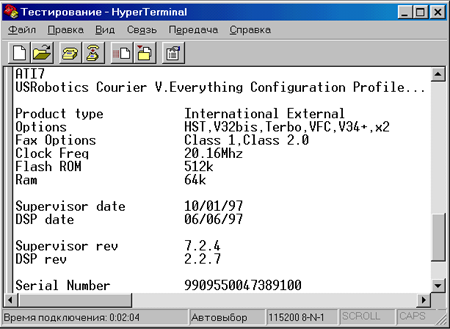 Тестирование - HyperTerminal
Файл Правка Вид Связь Передача Справка
ATI7
USRobotics Courier V.Everything Configuration Profile...
Product type International External
Options HST,V32bis,Terbo,VFC,V34+,x2
Fax Options Class 1,Class 2.0
Clock Freq 20.16Mhz
Flash ROM 512k
Ram 64k
Supervisor date 10/01/97
DSP date 06/06/97
Supervisor rev 7.2.4
DSP rev 2.2.7
Serial Number 9909550047389100
Время подключения: 0:02:04 Автовыбор 115200 8-N-1 SCROLL CAPS